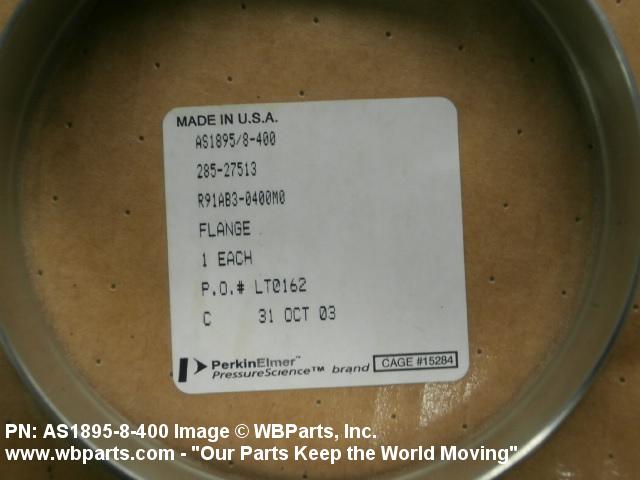 MADE IN U.S.A.
AS1895/8-400
285-27513
R91AB3-0400M0
FLANGE
1 EACH
P.O.# LT0162
C 31 OCT 03
PerkinElmer™
PressureScience™ brand
CAGE #15284
PN: AS1895-8-400 Image © WBParts, Inc.
www.wbparts.com - "Our Parts Keep the World Moving"